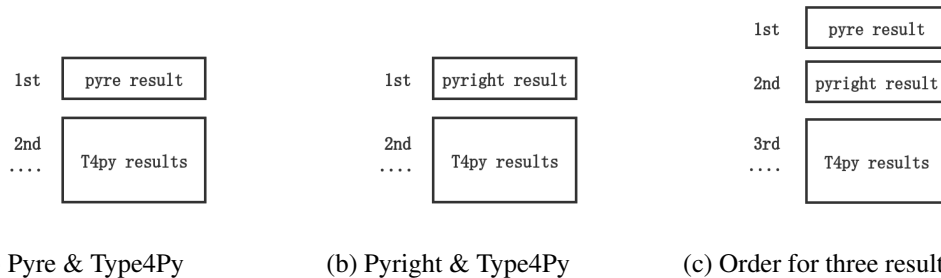 1st pyre result
2nd
.... T4py results
Pyre & Type4Py
1st pyright result
2nd
.... T4py results
(b) Pyright & Type4Py
1st pyre result
2nd pyright result
3rd
.... T4py results
(c) Order for three result